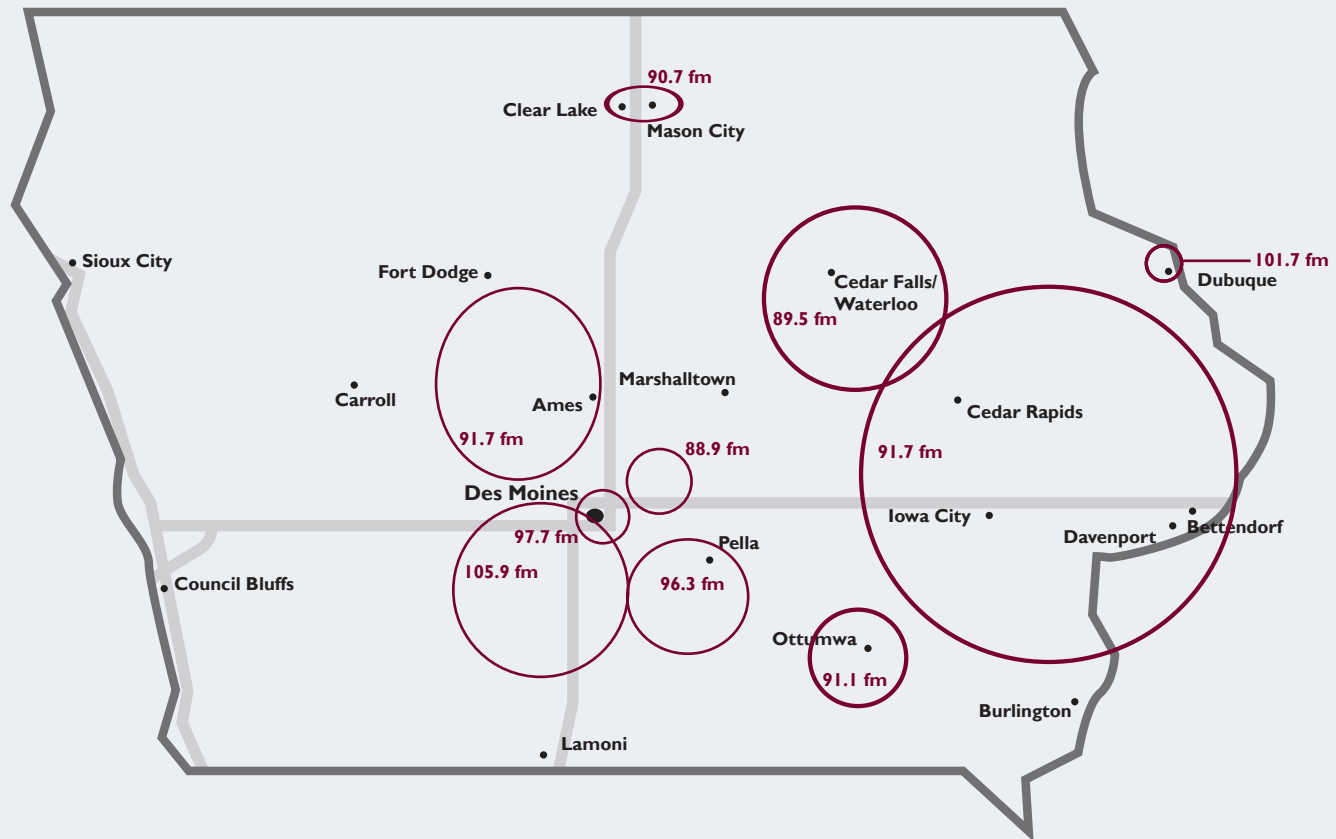 90.7 fm
Clear Lake
Mason City
Sioux City
Fort Dodge
Cedar Falls/
Waterloo
89.5 fm
101.7 fm
Dubuque
Carroll
Ames
Marshalltown
Cedar Rapids
91.7 fm
88.9 fm
91.7 fm
Des Moines
97.7 fm
105.9 fm
Pella
96.3 fm
Iowa City
Davenport
Bettendorf
Council Bluffs
Ottumwa
91.1 fm
Burlington
Lamoni